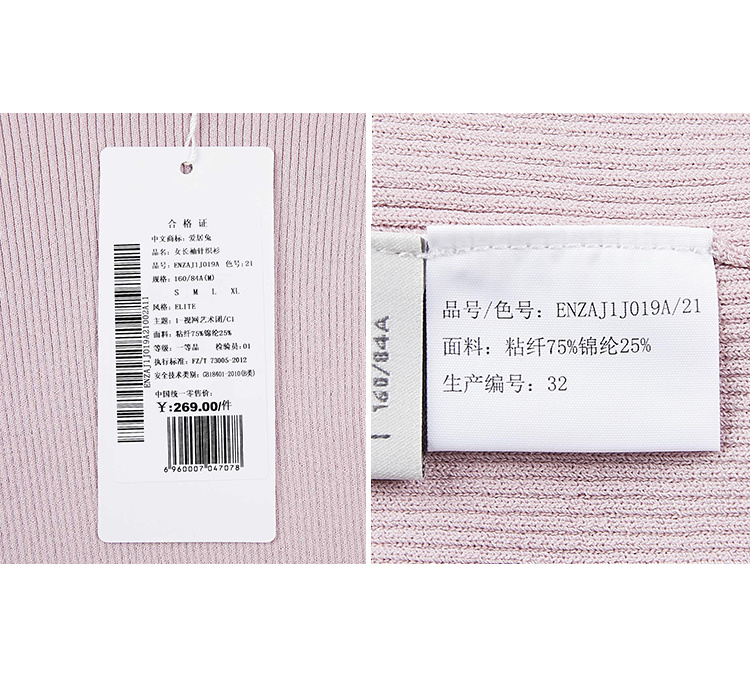 合格证
中文商标：爱居兔
品名：女长袖针织衫
品号：ENZAJ1J019A 色号：21
规格：160/84A(M)
S M L XL
风格：ELITE
主题：1-视网艺术团/C1
面料：粘纤75%锦纶25%
等级：一等品 检验员：01
执行标准：FZ/T 73005-2012
安全技术类别：GB18401-2010(B类)
中国统一零售价：
¥:269.00/件
6960007047078
ENZAJ1J019A21002A11
160/84A
品号/色号：ENZAJ1J019A/21
面料：粘纤75%锦纶25%
生产编号：32